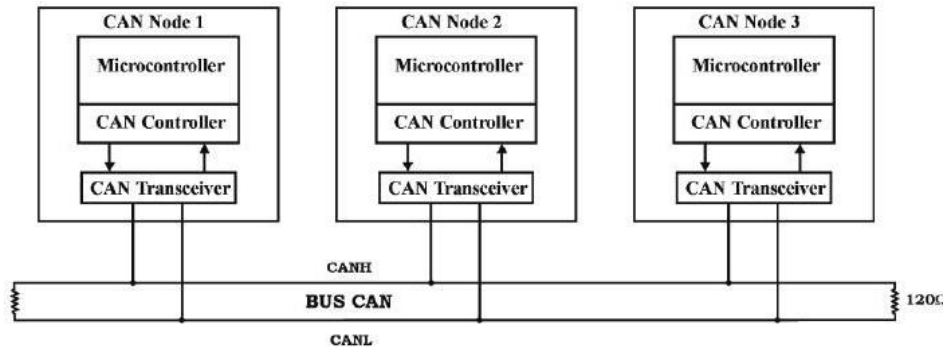 CAN Node 1
Microcontroller
CAN Controller
CAN Transceiver
CAN Node 2
Microcontroller
CAN Controller
CAN Transceiver
CAN Node 3
Microcontroller
CAN Controller
CAN Transceiver
CANH
BUS CAN
120Ω
CANL